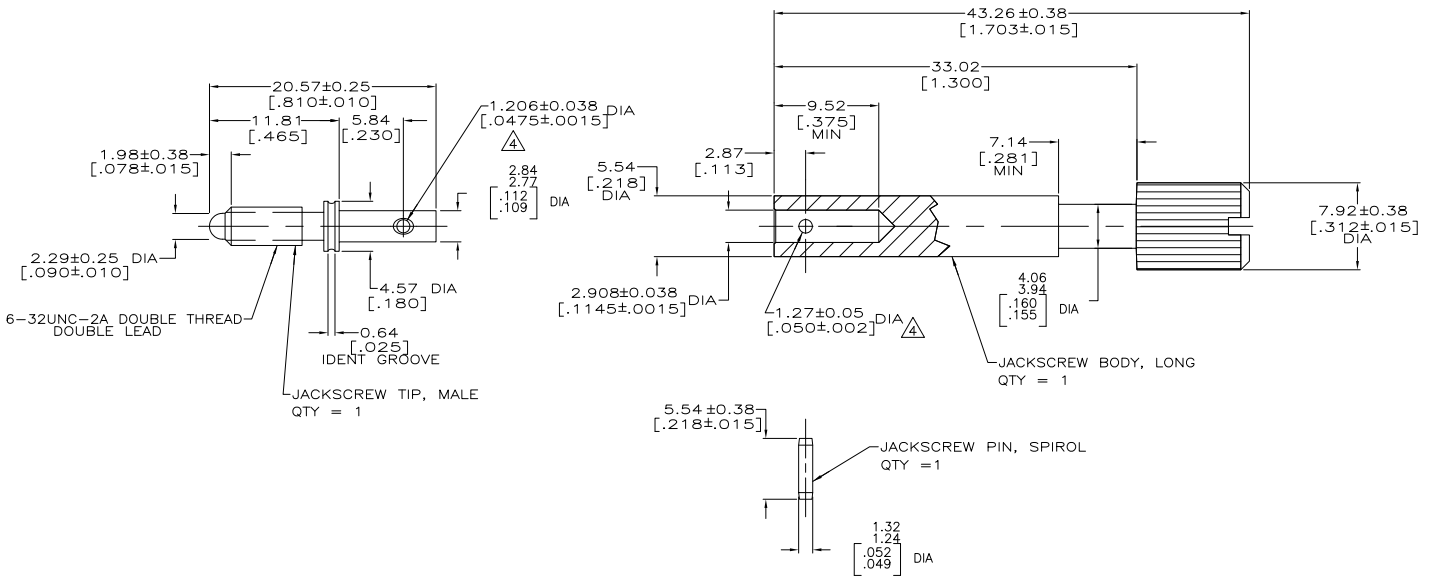 20.57±0.25
[.810±.010]
11.81
[.465]
5.84
[.230]
1.98±0.38
[.078±.015]
1.206±0.038 DIA
[.0475±.0015]
4
2.84
2.77
.112
.109
DIA
2.29±0.25 DIA
[.090±.010]
4.57 DIA
[.180]
6-32UNC-2A DOUBLE THREAD
DOUBLE LEAD
0.64
[.025]
IDENT GROOVE
JACKSCREW TIP, MALE
QTY = 1
43.26±0.38
[1.703±.015]
33.02
[1.300]
9.52
[.375]
MIN
7.14
[.281]
MIN
2.87
[.113]
5.54
[.218]
DIA
7.92±0.38
[.312±.015]
DIA
2.908±0.038
[.1145±.0015]
DIA
1.27±0.05 DIA
[.050±.002]
4
4.06
3.94
.160
.155
DIA
JACKSCREW BODY, LONG
QTY = 1
5.54±0.38
[.218±.015]
JACKSCREW PIN, SPIROL
QTY =1
1.32
1.24
.052
.049
DIA